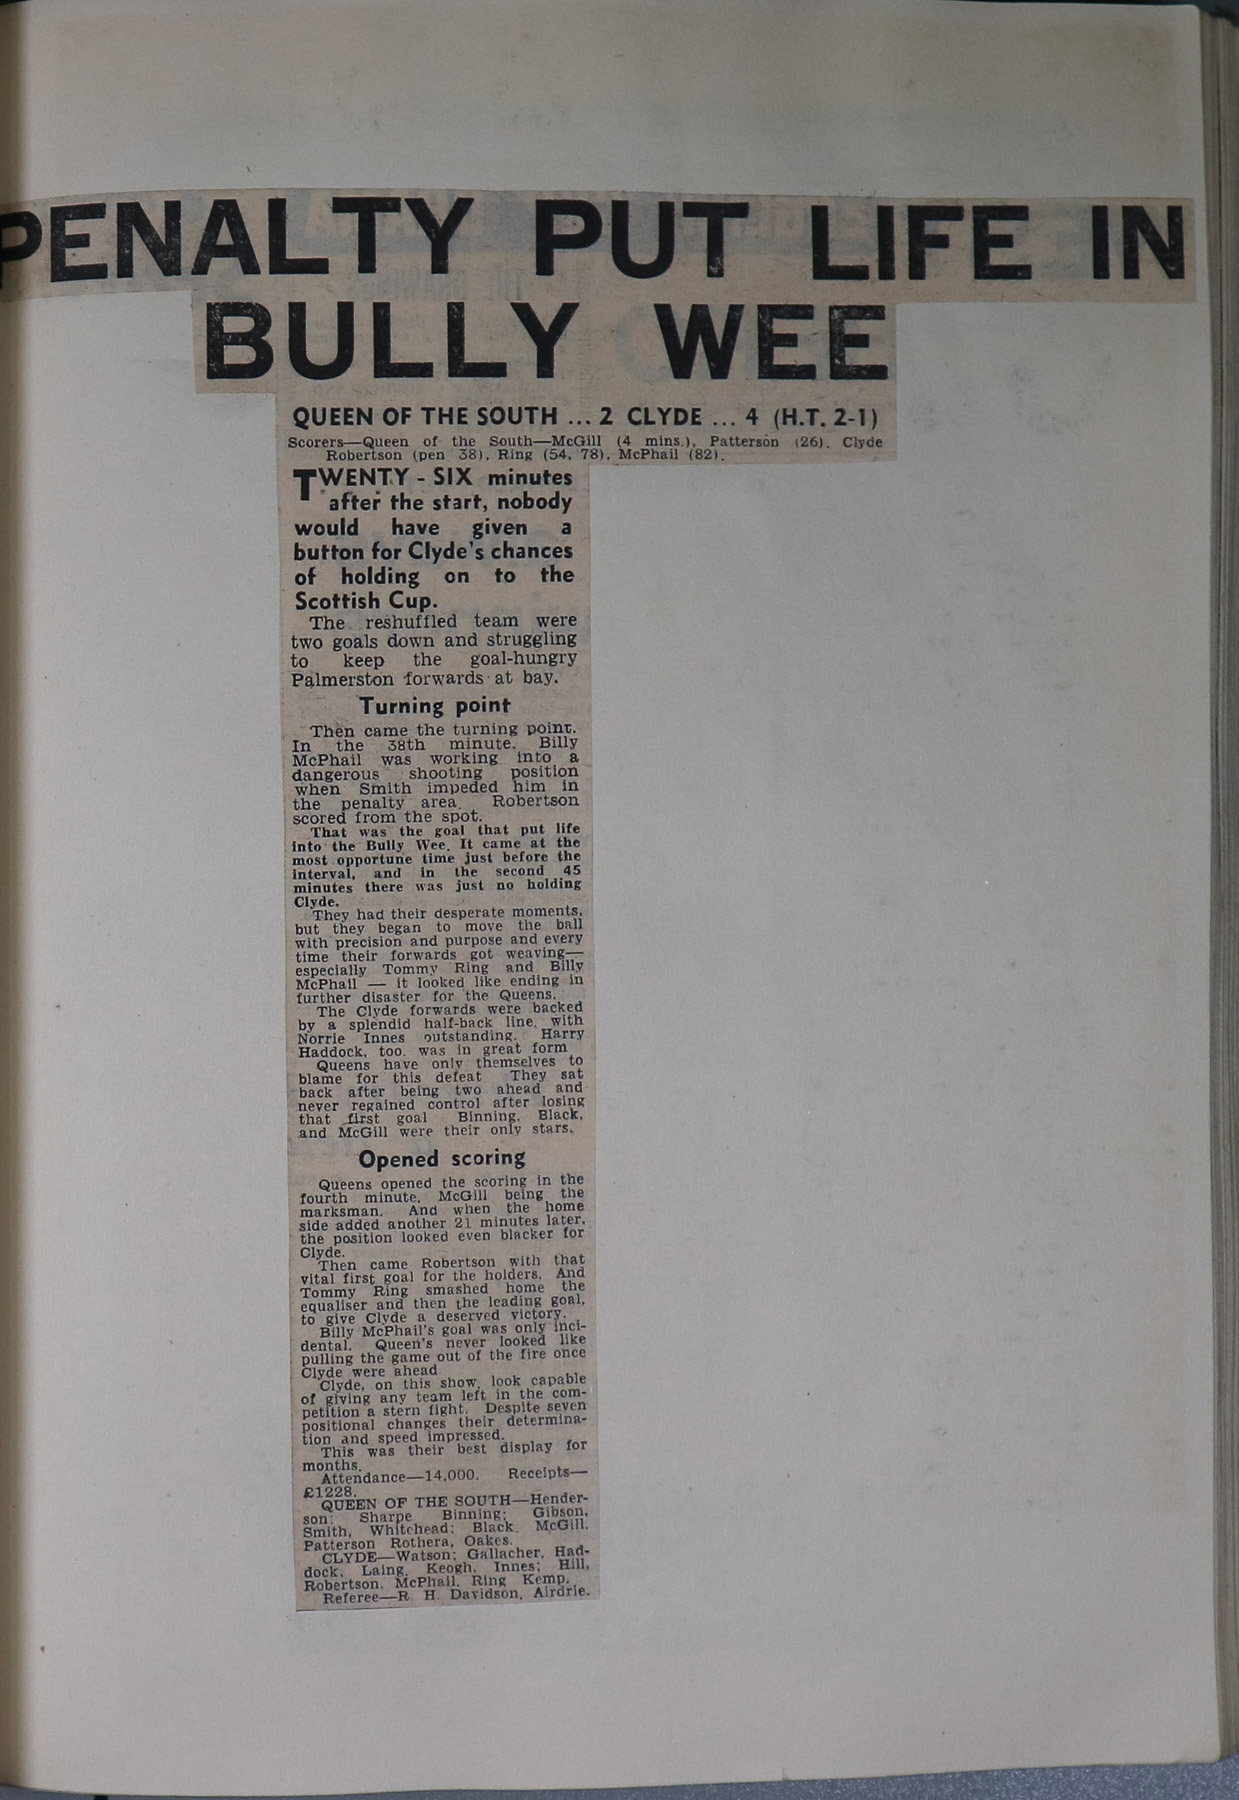 PENALTY PUT LIFE IN
BULLY WEE
QUEEN OF THE SOUTH ... 2 CLYDE ... 4 (H.T. 2-1)
Scorers—Queen of the South—McGill (4 mins.), Patterson (26). Clyde
Robertson (pen 38), Ring (54, 78), McPhail (82).
TWENTY-SIX minutes
after the start, nobody
would have given a
button for Clyde's chances
of holding on to the
Scottish Cup.
The reshuffled team were
two goals down and struggling
to keep the goal-hungry
Palmerston forwards at bay.
Turning point
Then came the turning point.
In the 38th minute, Billy
McPhail was working into a
dangerous shooting position
when Smith impeded him in
the penalty area. Robertson
scored from the spot.
That was the goal that put life
into the Bully Wee. It came at the
most opportune time just before the
interval, and in the second 45
minutes there was just no holding
Clyde.
They had their desperate moments,
but they began to move the ball
with precision and purpose and every
time their forwards got weaving—
especially Tommy Ring and Billy
McPhail — it looked like ending in
further disaster for the Queens.
The Clyde forwards were backed
by a splendid half-back line, with
Norrie Innes outstanding. Harry
Haddock, too, was in great form
Queens have only themselves to
blame for this defeat They sat
back after being two ahead and
never regained control after losing
that first goal Binning, Black,
and McGill were their only stars.
Opened scoring
Queens opened the scoring in the
fourth minute, McGill being the
marksman. And when the home
side added another 21 minutes later,
the position looked even blacker for
Clyde.
Then came Robertson with that
vital first goal for the holders. And
Tommy Ring smashed home the
equaliser and then the leading goal,
to give Clyde a deserved victory.
Billy McPhail's goal was only inci-
dental. Queen's never looked like
pulling the game out of the fire once
Clyde were ahead
Clyde, on this show, look capable
of giving any team left in the com-
petition a stern fight. Despite seven
positional changes their determina-
tion and speed impressed.
This was their best display for
months.
Attendance—14,000. Receipts—
£1228.
QUEEN OF THE SOUTH—Hender-
son; Sharpe Binning; Gibson,
Smith, Whitehead; Black McGill,
Patterson Rothera, Oakes.
CLYDE—Watson; Gallacher, Had-
dock, Laing, Keogh, Innes; Hill,
Robertson, McPhail, Ring Kemp.
Referee—R H. Davidson, Airdrie.